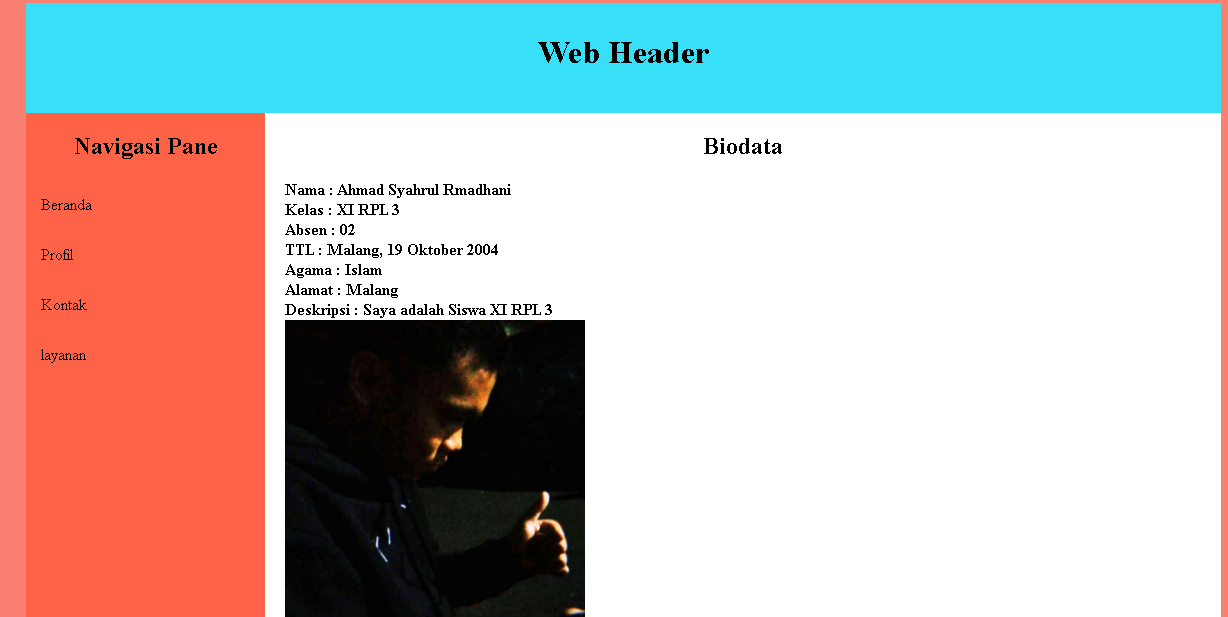 Web Header
Navigasi Pane
Beranda
Profil
Kontak
layanan
Biodata
Nama : Ahmad Syahrul Rmadhani
Kelas : XI RPL 3
Absen : 02
TTL : Malang, 19 Oktober 2004
Agama : Islam
Alamat : Malang
Deskripsi : Saya adalah Siswa XI RPL 3